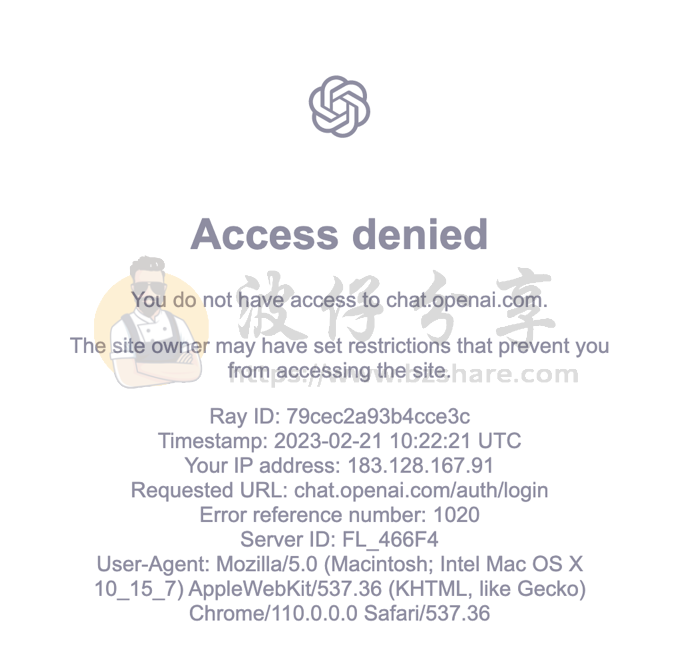 Access denied
波仔分享
You do not have access to chat.openai.com.
The site owner may have set restrictions that prevent you
from accessing the site.
https://www.bzshare.com
Ray ID: 79cec2a93b4cce3c
Timestamp: 2023-02-21 10:22:21 UTC
Your IP address: 183.128.167.91
Requested URL: chat.openai.com/auth/login
Error reference number: 1020
Server ID: FL_466F4
User-Agent: Mozilla/5.0 (Macintosh; Intel Mac OS X
10_15_7) AppleWebKit/537.36 (KHTML, like Gecko)
Chrome/110.0.0.0 Safari/537.36